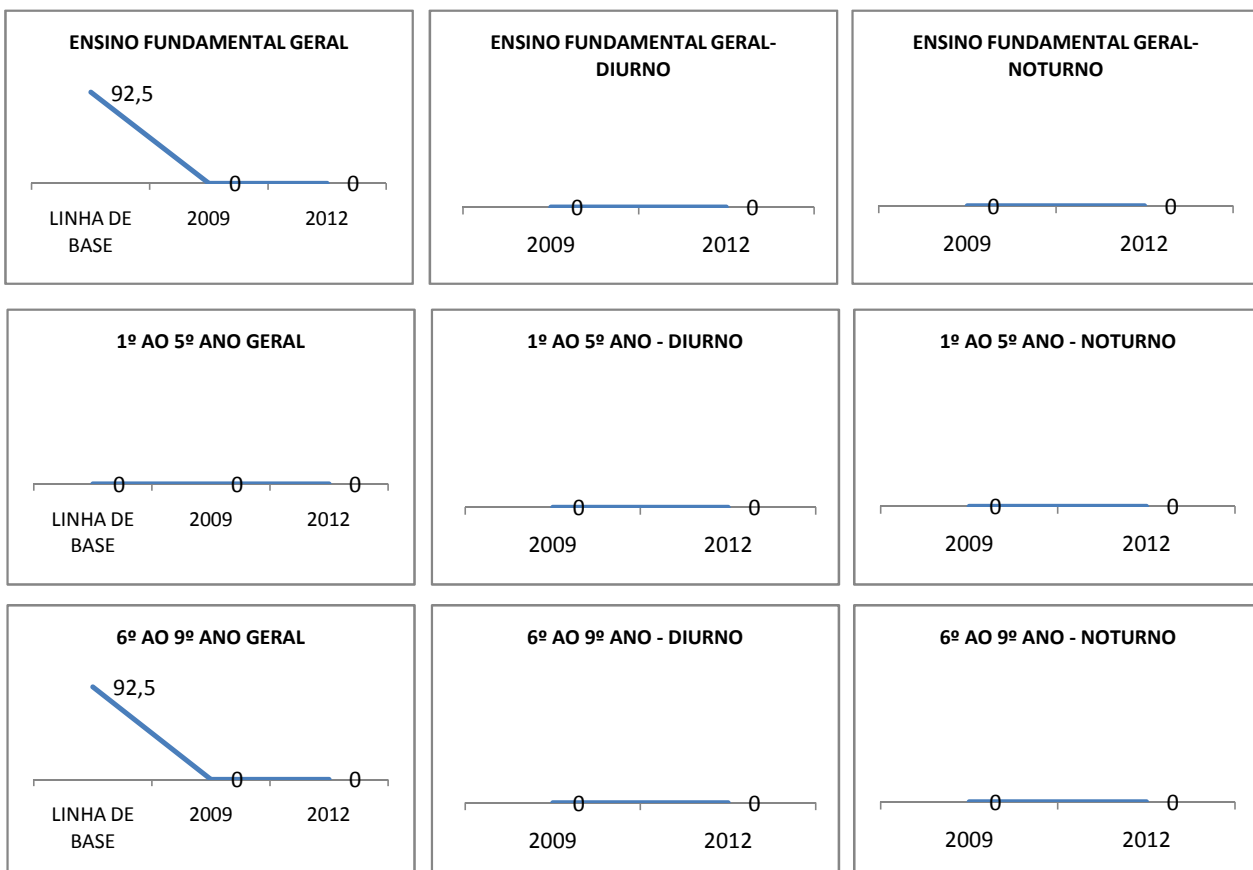 ENSINO FUNDAMENTAL GERAL
92,5
0
0
LINHA DE
BASE
2009
2012
ENSINO FUNDAMENTAL GERAL-
DIURNO
0
0
2009
2012
ENSINO FUNDAMENTAL GERAL-
NOTURNO
0
0
2009
2012
1º AO 5º ANO GERAL
0
0
0
LINHA DE
BASE
2009
2012
1º AO 5º ANO - DIURNO
0
0
2009
2012
1º AO 5º ANO - NOTURNO
0
0
2009
2012
6º AO 9º ANO GERAL
92,5
0
0
LINHA DE
BASE
2009
2012
6º AO 9º ANO - DIURNO
0
0
2009
2012
6º AO 9º ANO - NOTURNO
0
0
2009
2012